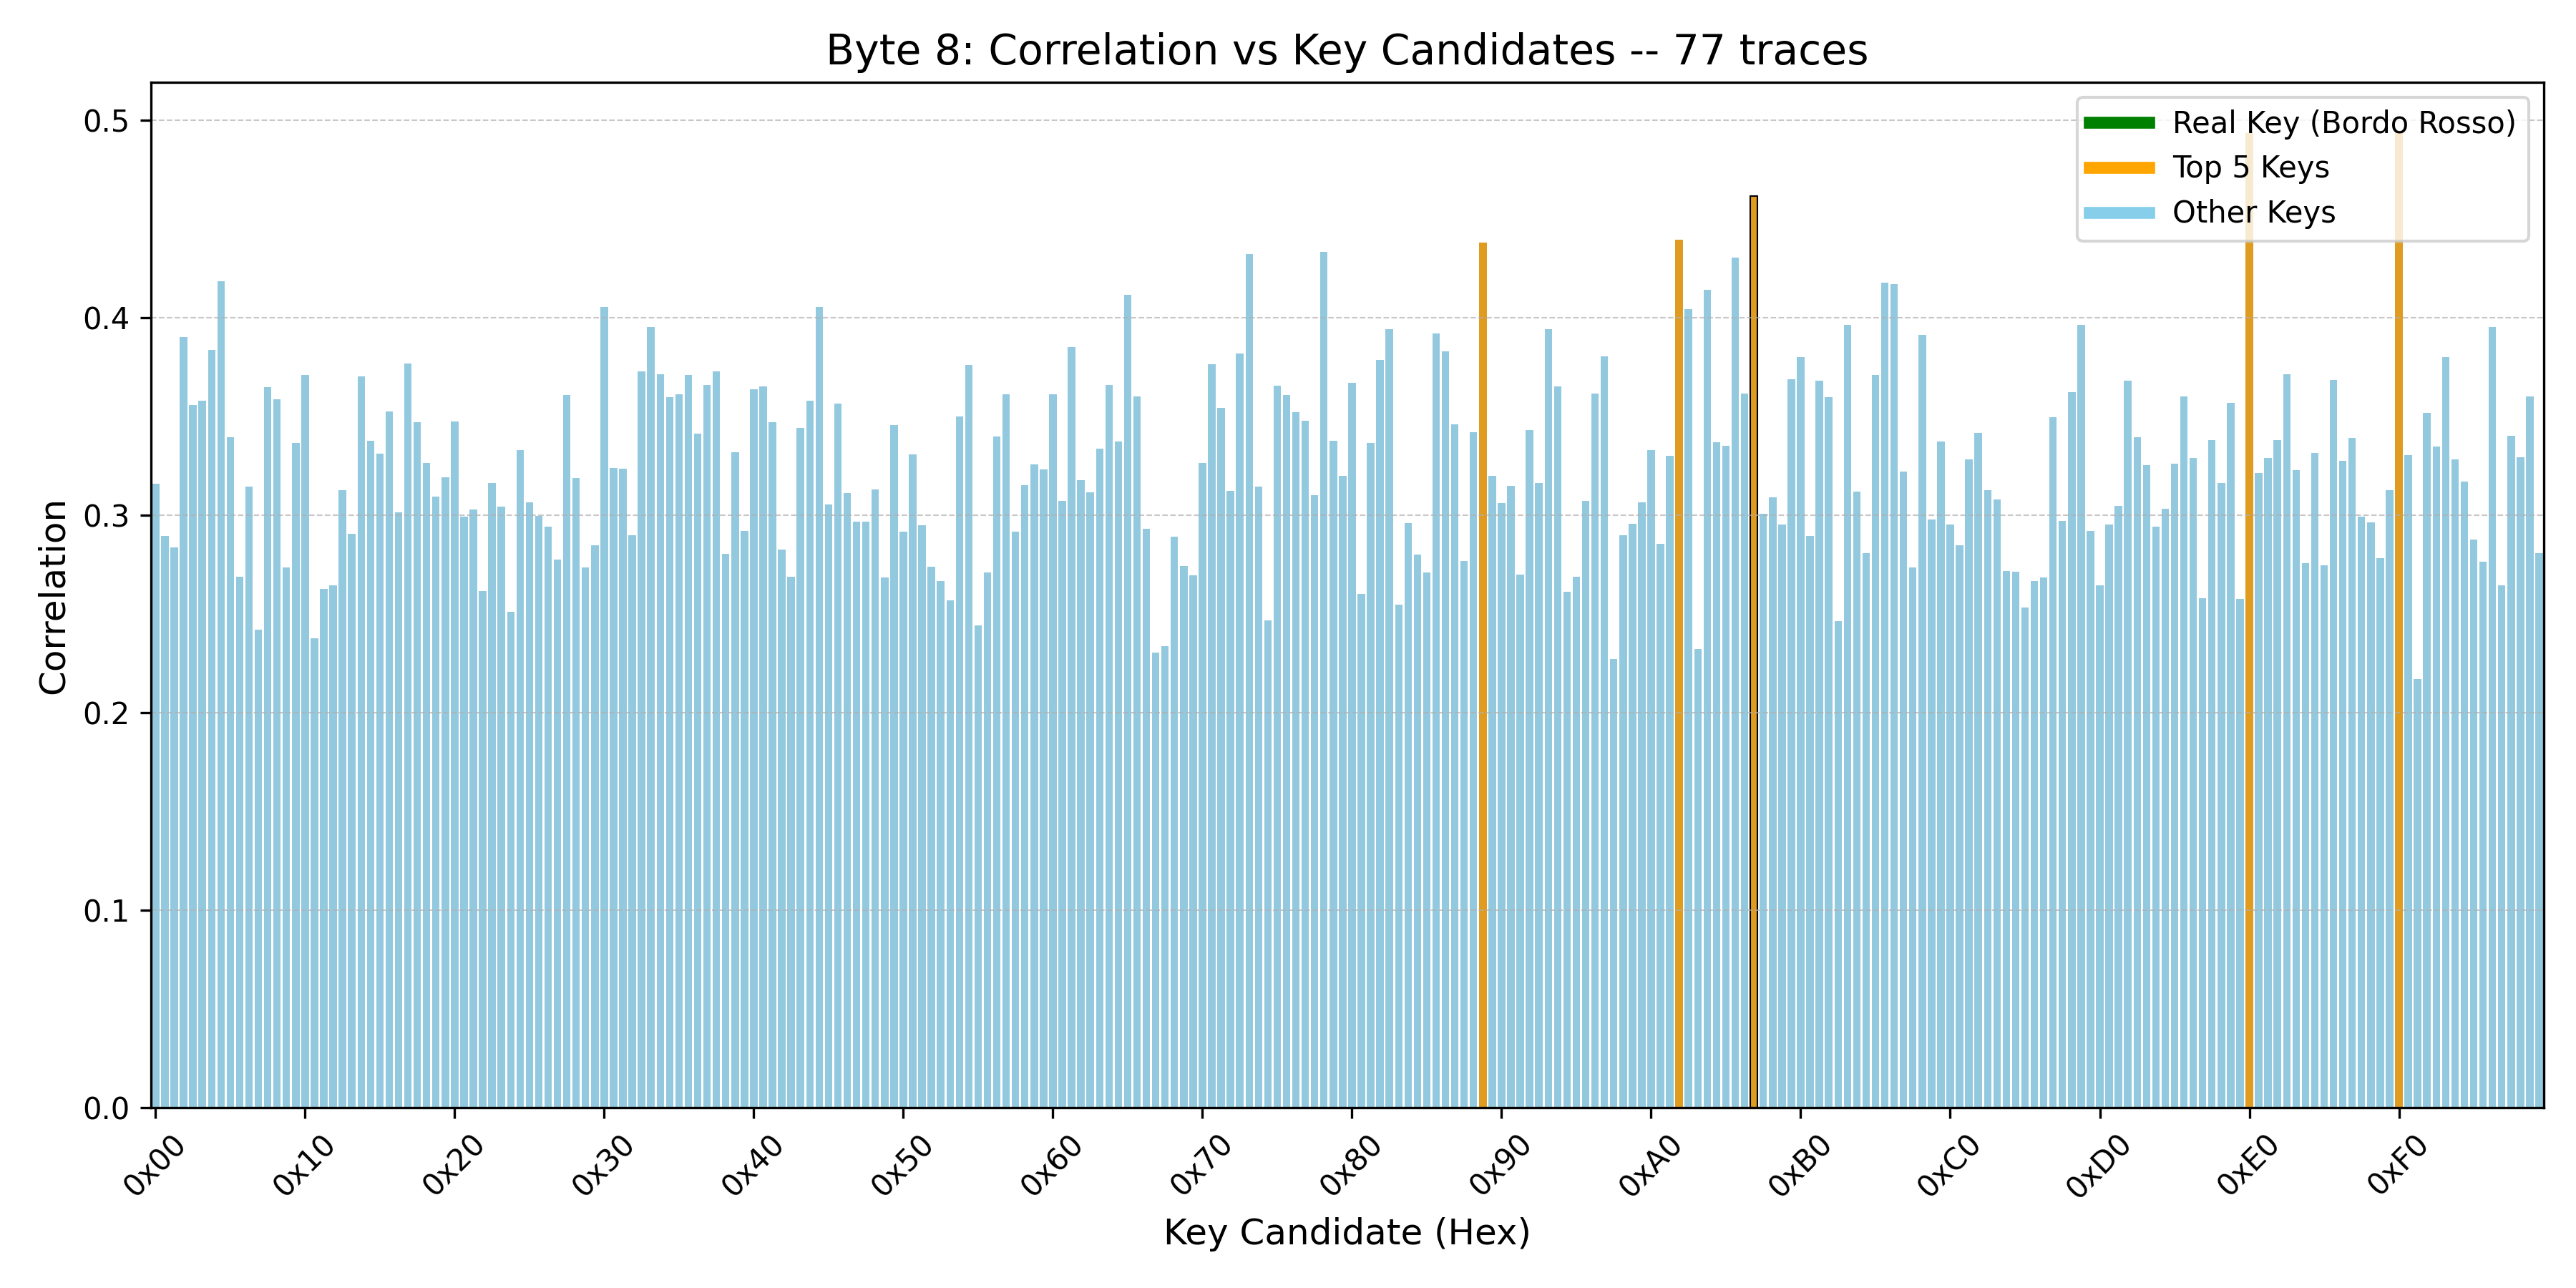 Byte 8: Correlation vs Key Candidates -- 77 traces
Real Key (Bordo Rosso)
Top 5 Keys
Other Keys
Correlation
0.5
0.4
0.3
0.2
0.1
0.0
0x00 0x10 0x20 0x30 0x40 0x50 0x60 0x70 0x80 0x90 0xA0 0xB0 0xC0 0xD0 0xE0 0xF0
Key Candidate (Hex)